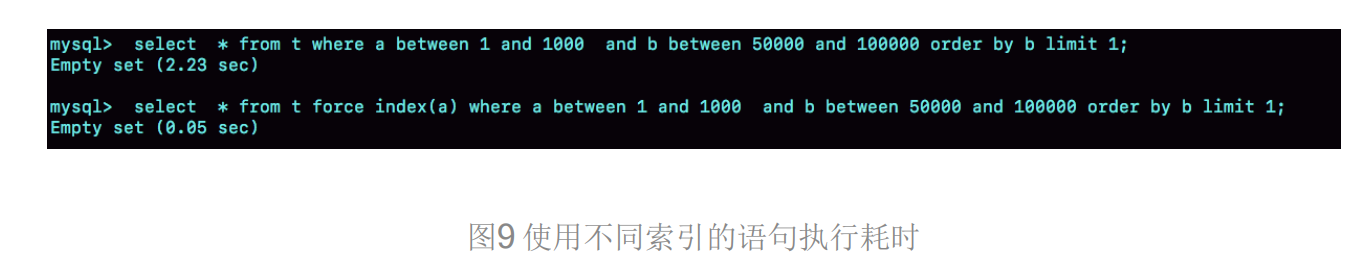 mysql>  select  * from t where a between 1 and 1000  and b between 50000 and 100000 order by b limit 1;
Empty set (2.23 sec)
mysql>  select  * from t force index(a) where a between 1 and 1000  and b between 50000 and 100000 order by b limit 1;
Empty set (0.05 sec)
图9 使用不同索引的语句执行耗时